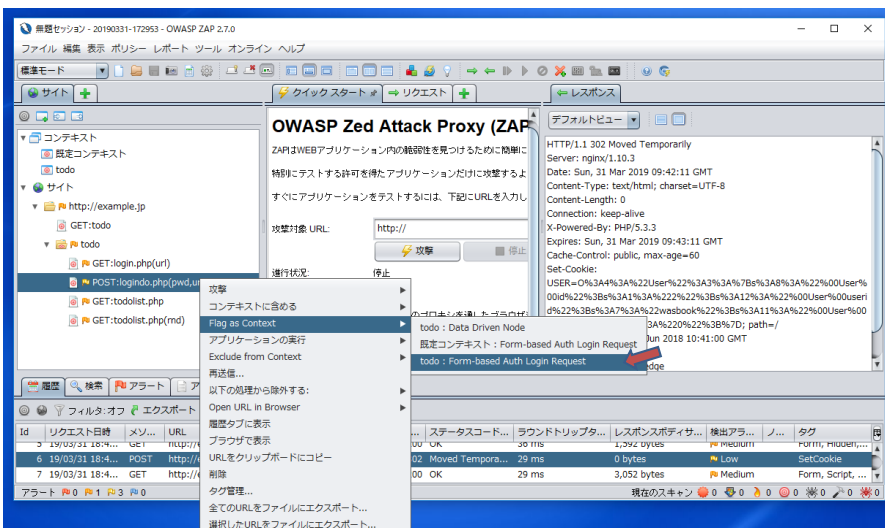 無題セッション - 20190331-172953 - OWASP ZAP 2.7.0
ファイル 編集 表示 ポリシー レポート ツール オンライン ヘルプ
標準モード
サイト
クイックスタート リクエスト
レスポンス
デフォルトビュー
コンテキスト
既定コンテキスト
todo
サイト
http://example.jp
GET:todo
todo
GET:login.php(url)
POST:logindo.php(pwd,ur
GET:todolist.php
GET:todolist.php(rnd)
OWASP Zed Attack Proxy (ZAP
ZAPはWEBアプリケーション内の脆弱性を見つけるために簡単に
特別にテストする許可を得たアプリケーションだけに攻撃するよ
すぐにアプリケーションをテストするには、下記にURLを入力し
攻撃対象 URL: http://
攻撃 停止
進行状況: 停止
HTTP/1.1 302 Moved Temporarily
Server: nginx/1.10.3
Date: Sun, 31 Mar 2019 09:42:11 GMT
Content-Type: text/html; charset=UTF-8
Content-Length: 0
Connection: keep-alive
X-Powered-By: PHP/5.3.3
Expires: Sun, 31 Mar 2019 09:43:11 GMT
Cache-Control: public, max-age=60
Set-Cookie:
USER=O%3A4%3A%22User%22%3A3%3A%7Bs%3A8%3A%22%00User%
00id%22%3Bs%3A1%3A%222%22%3Bs%3A12%3A%22%00User%00useri
d%22%3Bs%3A7%3A%22wasbook%22%3Bs%3A11%3A%22%00User%00
3A%220%22%3B%7D; path=/
Jun 2018 10:41:00 GMT
edge
攻撃
コンテキストに含める
Flag as Context
アプリケーションの実行
Exclude from Context
再送信...
以下の処理から除外する:
Open URL in Browser
履歴タブに表示
ブラウザで表示
URLをクリップボードにコピー
削除
タグ管理...
全てのURLをファイルにエクスポート...
選択したURLをファイルにエクスポート...
todo : Data Driven Node
既定コンテキスト : Form-based Auth Login Request
todo : Form-based Auth Login Request
履歴 検索 アラート ア
フィルタ:オフ エクスポート
Id リクエスト日時 メソ... URL ... ステータスコード... ラウンドトリップタ... レスポンスボディサ... 検出アラ... ノ... タグ
5 19/03/31 18:4... GET http:// 00 OK 36 ms 1,592 bytes Medium Form, Hidden,...
6 19/03/31 18:4... POST http:// 02 Moved Tempora... 29 ms 0 bytes Low SetCookie
7 19/03/31 18:4... GET http:// 00 OK 29 ms 3,052 bytes Medium Form, Script, ...
アラート 0 1 3 0 現在のスキャン 0 0 0 0 0 0 0